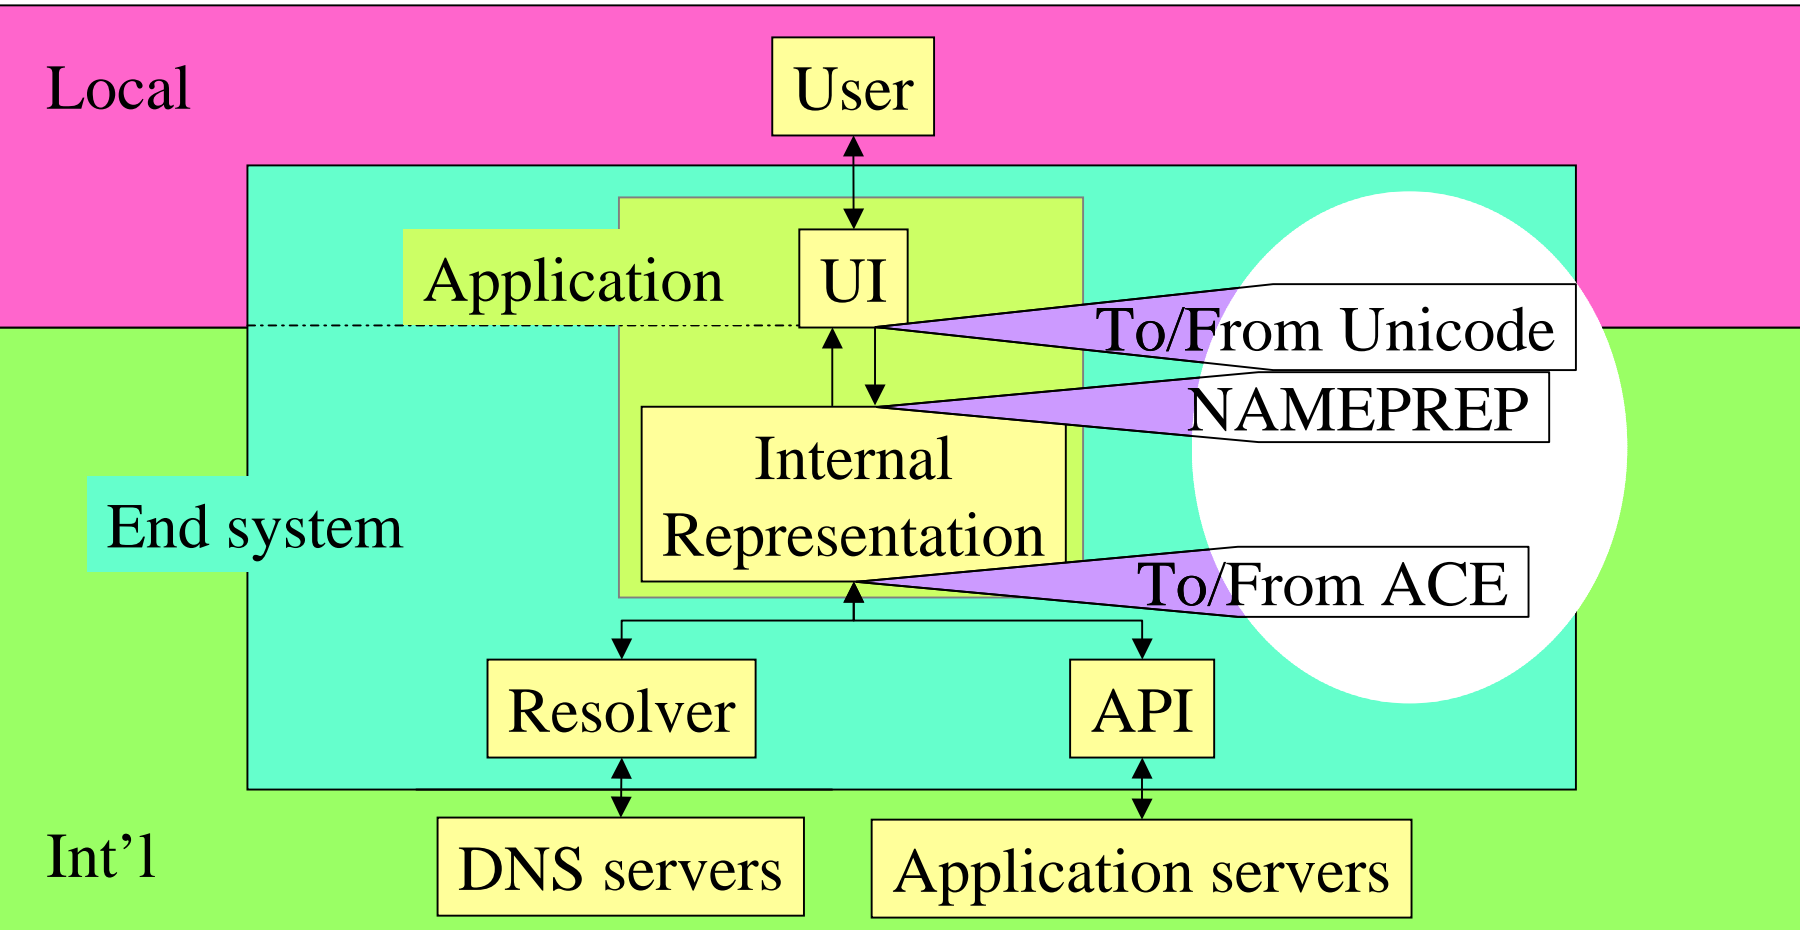 Local
User
Application
UI
To/From Unicode
NAMEPREP
Internal
Representation
End system
To/From ACE
Resolver
API
Int’l
DNS servers
Application servers